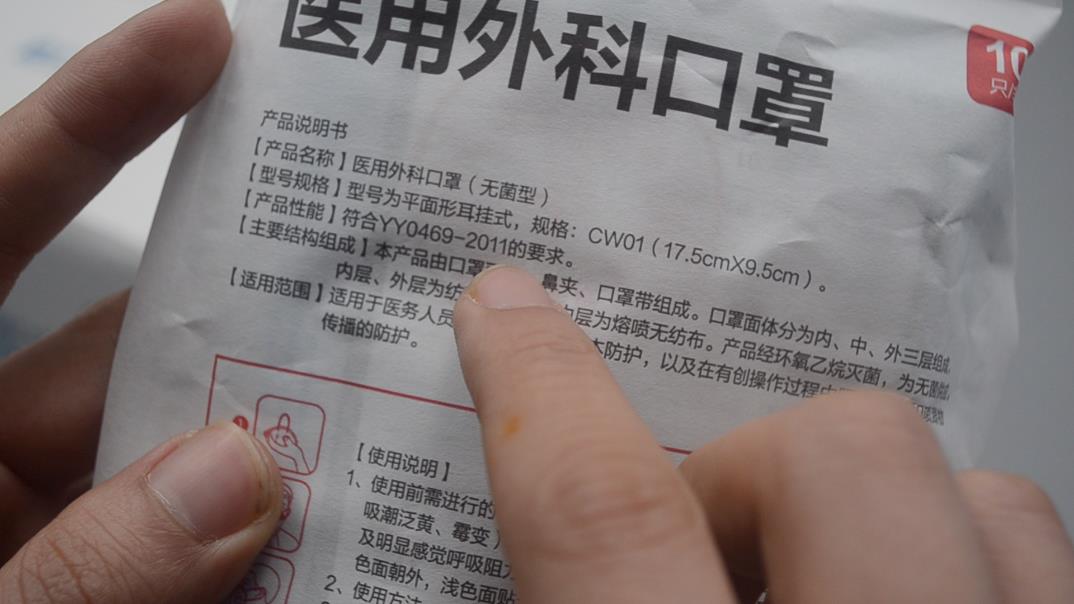 医用外科口罩
10
只/
产品说明书
【产品名称】医用外科口罩（无菌型）
【型号规格】型号为平面形耳挂式，规格：CW01（17.5cmX9.5cm）。
【产品性能】符合YY0469-2011的要求。
【主要结构组成】本产品由口罩 鼻夹、口罩带组成。口罩面体分为内、中、外三层组成，
内层、外层为纺 层为熔喷无纺布。产品经环氧乙烷灭菌，为无菌
【适用范围】适用于医务人员 防护，以及在有创操作过程中
传播的防护。
【使用说明】
1、使用前需进行的
吸潮泛黄、霉变）
及明显感觉呼吸阻
色面朝外，浅色面贴
2、使用方法